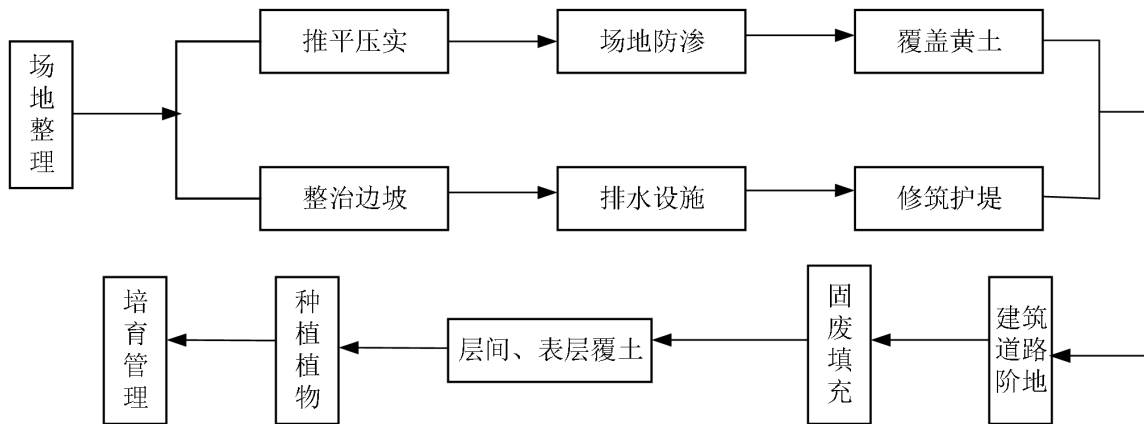 场地整理
推平压实
场地防渗
覆盖黄土
整治边坡
排水设施
修筑护堤
建筑
道路
阶地
固废填充
层间、表层覆土
种植植物
培育管理